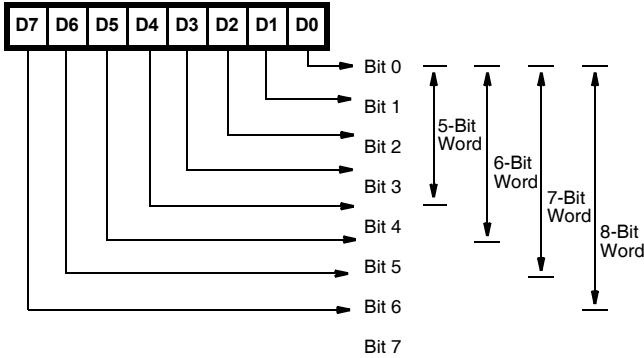 D7 D6 D5 D4 D3 D2 D1 D0
Bit 0
Bit 1
Bit 2
Bit 3
Bit 4
Bit 5
Bit 6
Bit 7
5-Bit
Word
6-Bit
Word
7-Bit
Word
8-Bit
Word